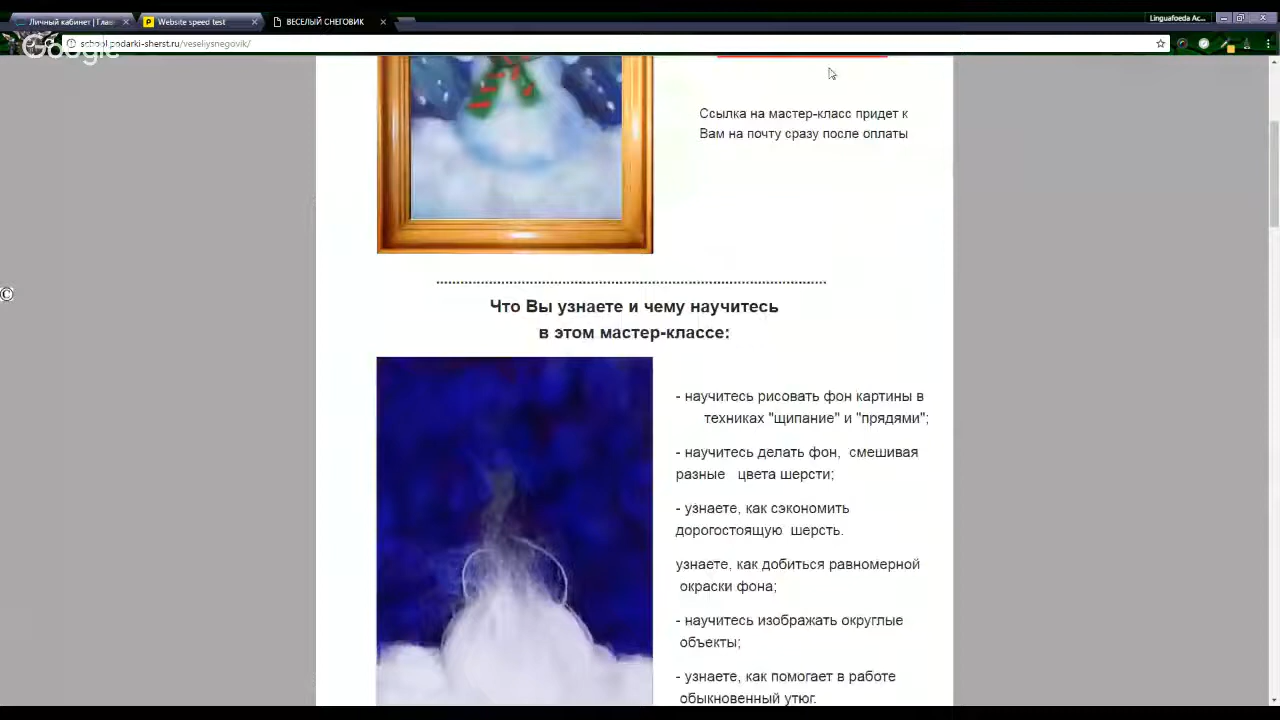 Личный кабинет | Глав
Website speed test
ВЕСЕЛЫЙ СНЕГОВИК
Linguafoeda Ac...
school.podarki-sherst.ru/veseliysnegovik/
Google
Ссылка на мастер-класс придет к
Вам на почту сразу после оплаты
©
Что Вы узнаете и чему научитесь
в этом мастер-классе:
- научитесь рисовать фон картины в
техниках "щипание" и "прядями";
- научитесь делать фон, смешивая
разные цвета шерсти;
- узнаете, как сэкономить
дорогостоящую шерсть.
узнаете, как добиться равномерной
окраски фона;
- научитесь изображать округлые
объекты;
- узнаете, как помогает в работе
обыкновенный утюг.